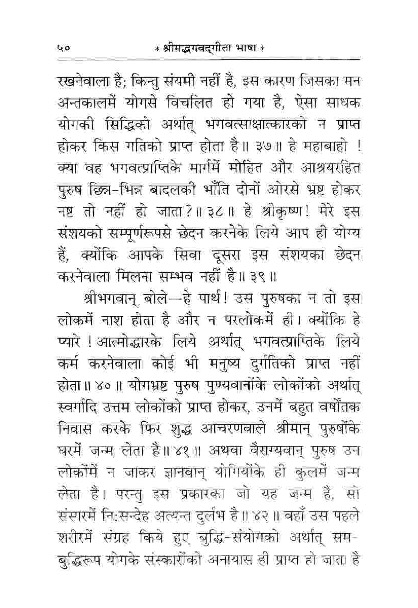 ५० * श्रीमद्भगवद्गीता भाषा *
रखनेवाला है; किन्तु संयमी नहीं है, इस कारण जिसका मन
अन्तकालमें योगसे विचलित हो गया है, ऐसा साधक
योगकी सिद्धिको अर्थात् भगवत्साक्षात्कारको न प्राप्त
होकर किस गतिको प्राप्त होता है॥ ३७॥ हे महाबाहो !
क्या वह भगवत्प्राप्तिके मार्गमें मोहित और आश्रयरहित
पुरुष छिन्न-भिन्न बादलकी भाँति दोनों ओरसे भ्रष्ट होकर
नष्ट तो नहीं हो जाता?॥ ३८॥ हे श्रीकृष्ण! मेरे इस
संशयको सम्पूर्णरूपसे छेदन करनेके लिये आप ही योग्य
हैं, क्योंकि आपके सिवा दूसरा इस संशयका छेदन
करनेवाला मिलना सम्भव नहीं है॥ ३९॥
श्रीभगवान् बोले—हे पार्थ! उस पुरुषका न तो इस
लोकमें नाश होता है और न परलोकमें ही। क्योंकि हे
प्यारे ! आत्मोद्धारके लिये अर्थात् भगवत्प्राप्तिके लिये
कर्म करनेवाला कोई भी मनुष्य दुर्गतिको प्राप्त नहीं
होता॥ ४०॥ योगभ्रष्ट पुरुष पुण्यवानोंके लोकोंको अर्थात्
स्वर्गादि उत्तम लोकोंको प्राप्त होकर, उनमें बहुत वर्षोंतक
निवास करके फिर शुद्ध आचरणवाले श्रीमान् पुरुषोंके
घरमें जन्म लेता है॥ ४१॥ अथवा वैराग्यवान् पुरुष उन
लोकोंमें न जाकर ज्ञानवान् योगियोंके ही कुलमें जन्म
लेता है। परन्तु इस प्रकारका जो यह जन्म है, सो
संसारमें नि:सन्देह अत्यन्त दुर्लभ है॥ ४२॥ वहाँ उस पहले
शरीरमें संग्रह किये हुए बुद्धि-संयोगको अर्थात् सम-
बुद्धिरूप योगके संस्कारोंको अनायास ही प्राप्त हो जाता है